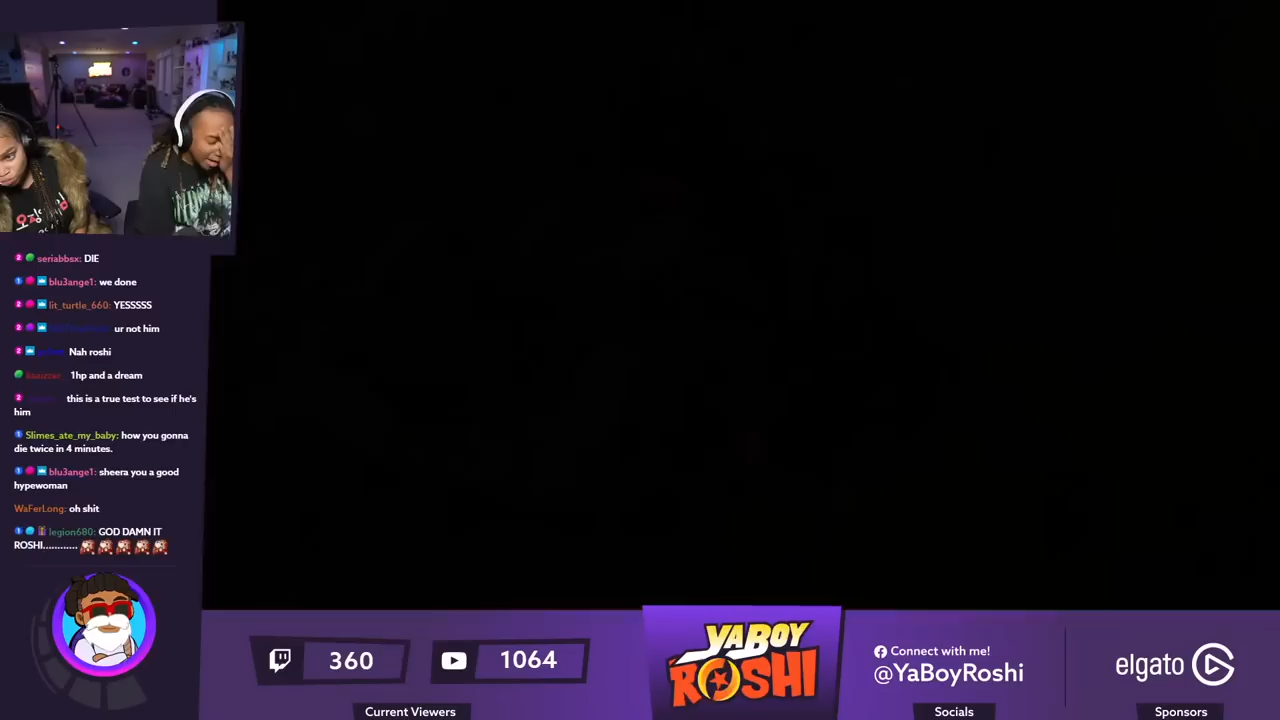 seriabbsx: DIE
blu3ange1: we done
lit_turtle_660: YESSSSS
ur not him
Nah roshi
1hp and a dream
this is a true test to see if he's
him
Slimes_ate_my_baby: how you gonna
die twice in 4 minutes.
blu3ange1: sheera you a good
hypewoman
WaFerLong: oh shit
legion680: GOD DAMN IT
ROSHI............
360
1064
Current Viewers
YABOY
ROSHI
Connect with me!
@YaBoyRoshi
Socials
elgato
Sponsors